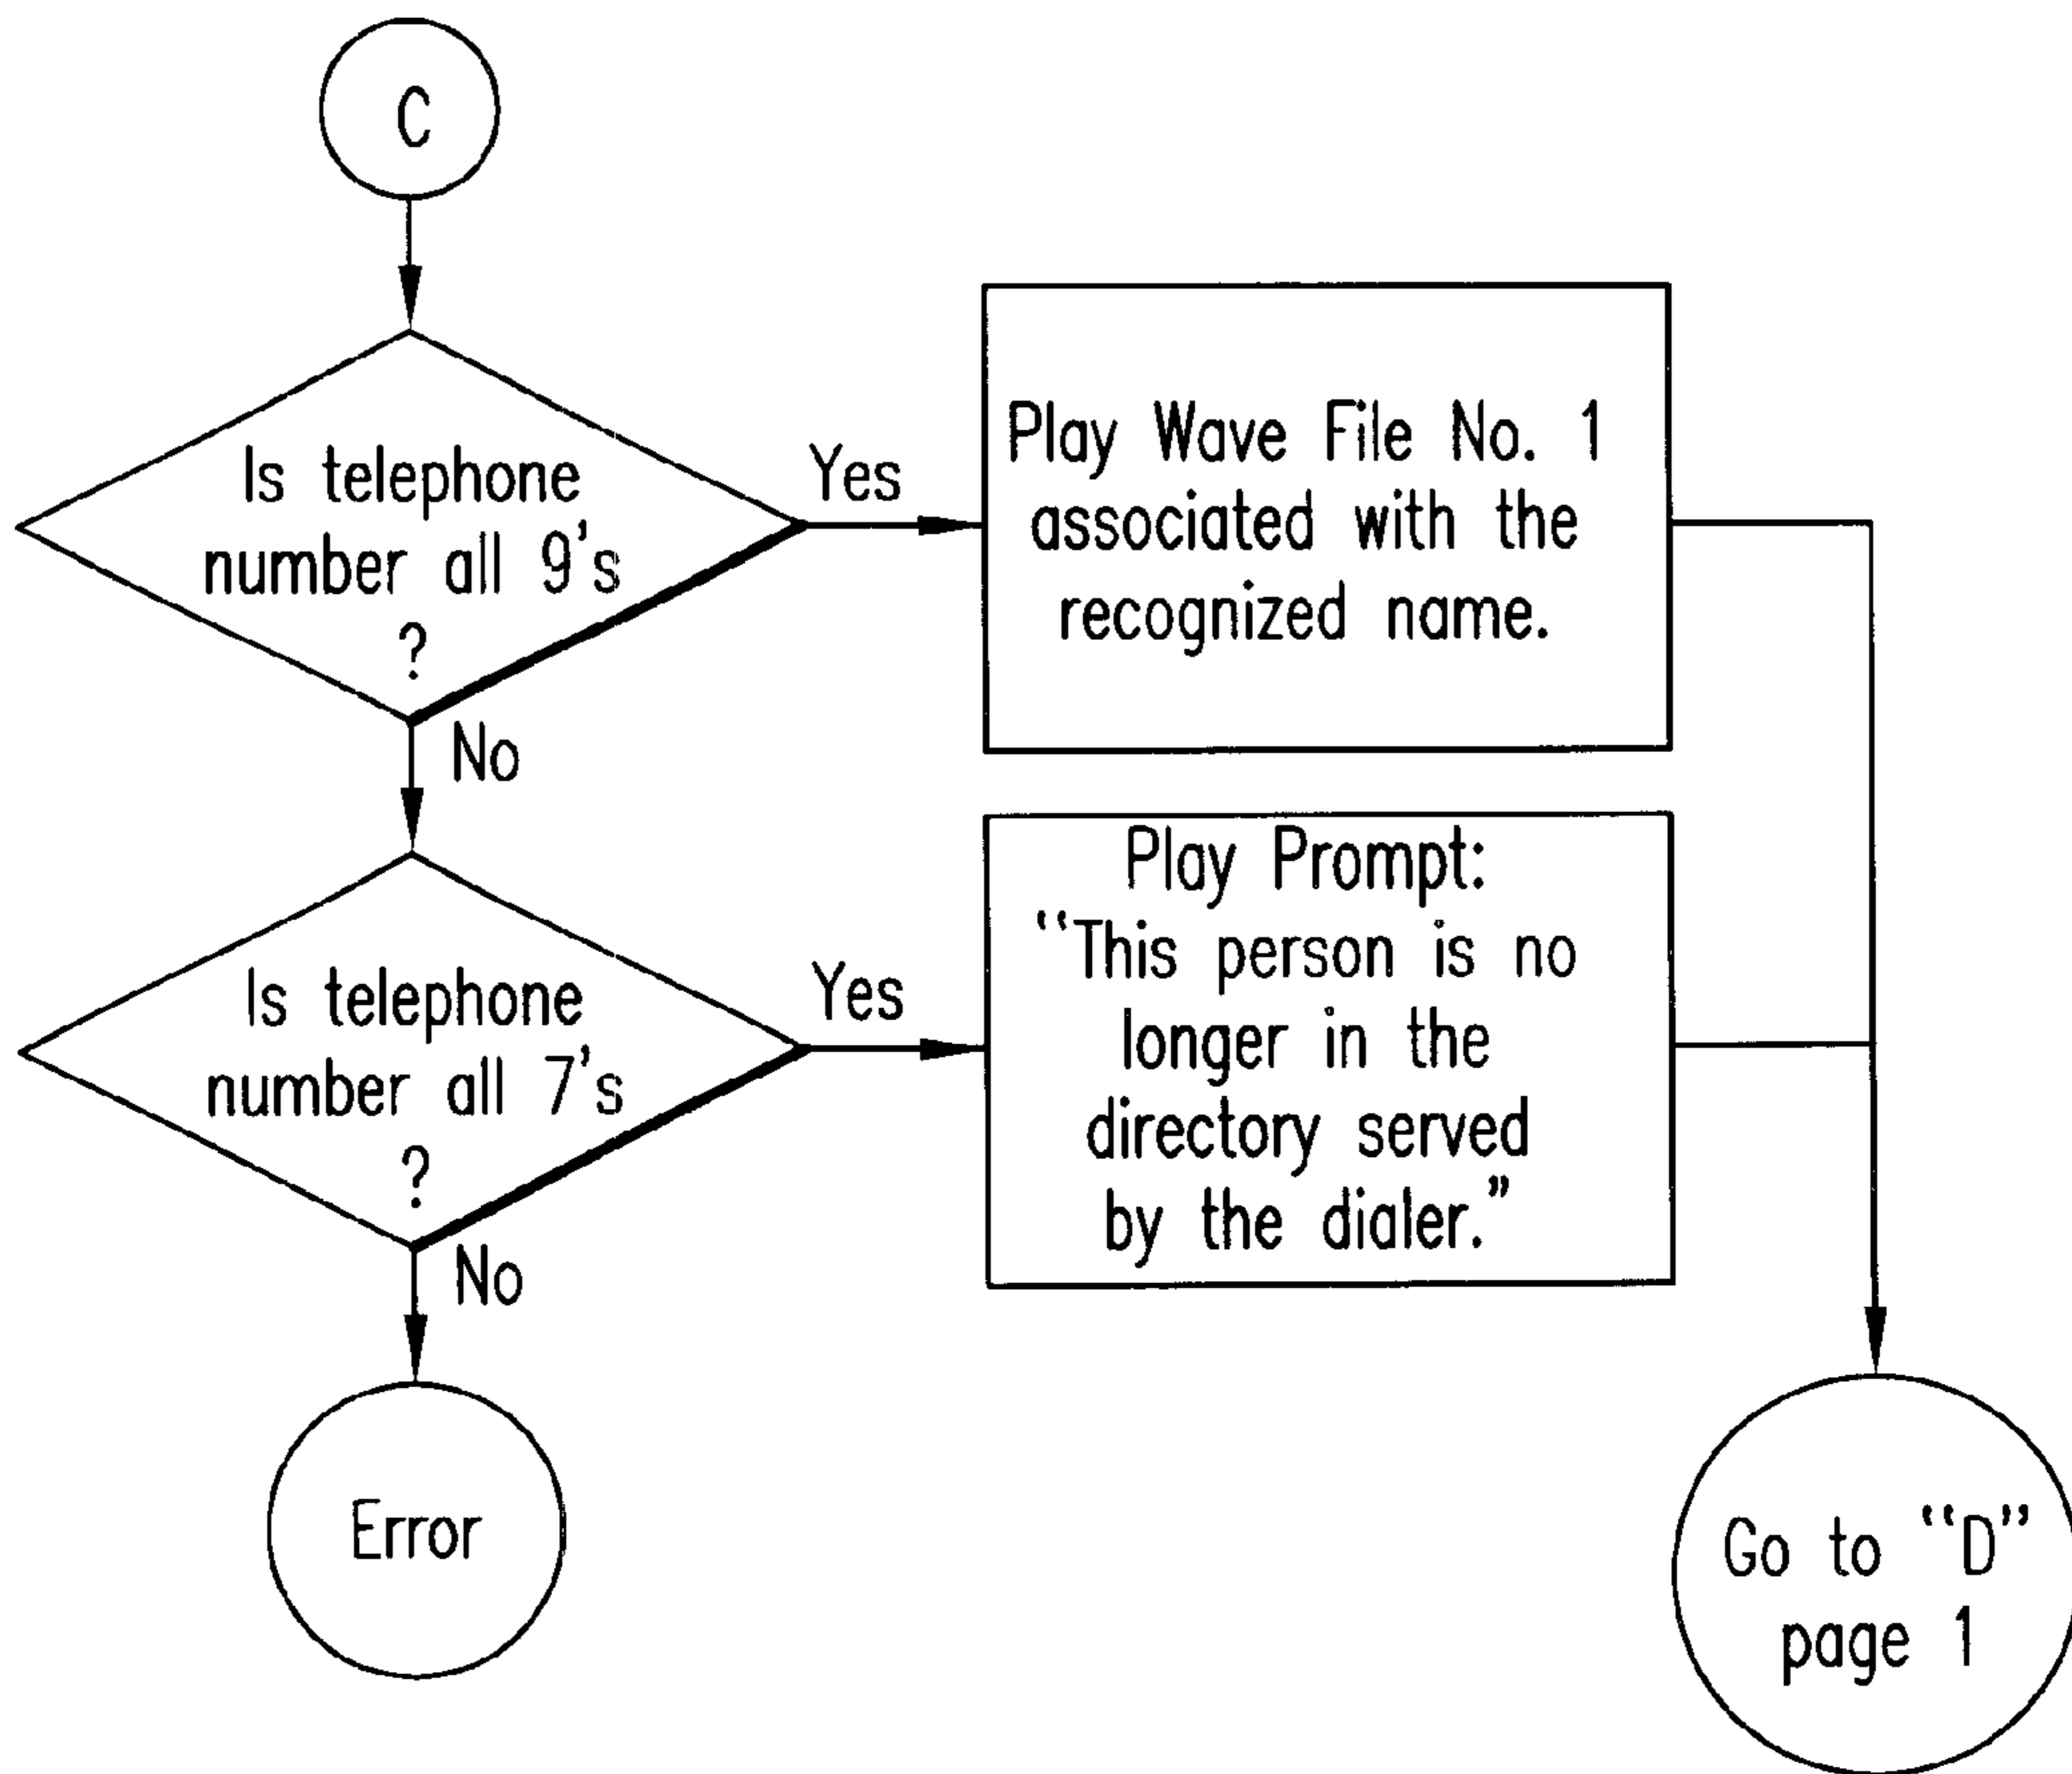 C
Is telephone
number all 9's
?
Yes
No
Play Wave File No. 1
associated with the
recognized name.
Is telephone
number all 7's
?
Yes
No
Play Prompt:
“This person is no
longer in the
directory served
by the dialer.”
Error
Go to “D”
page 1